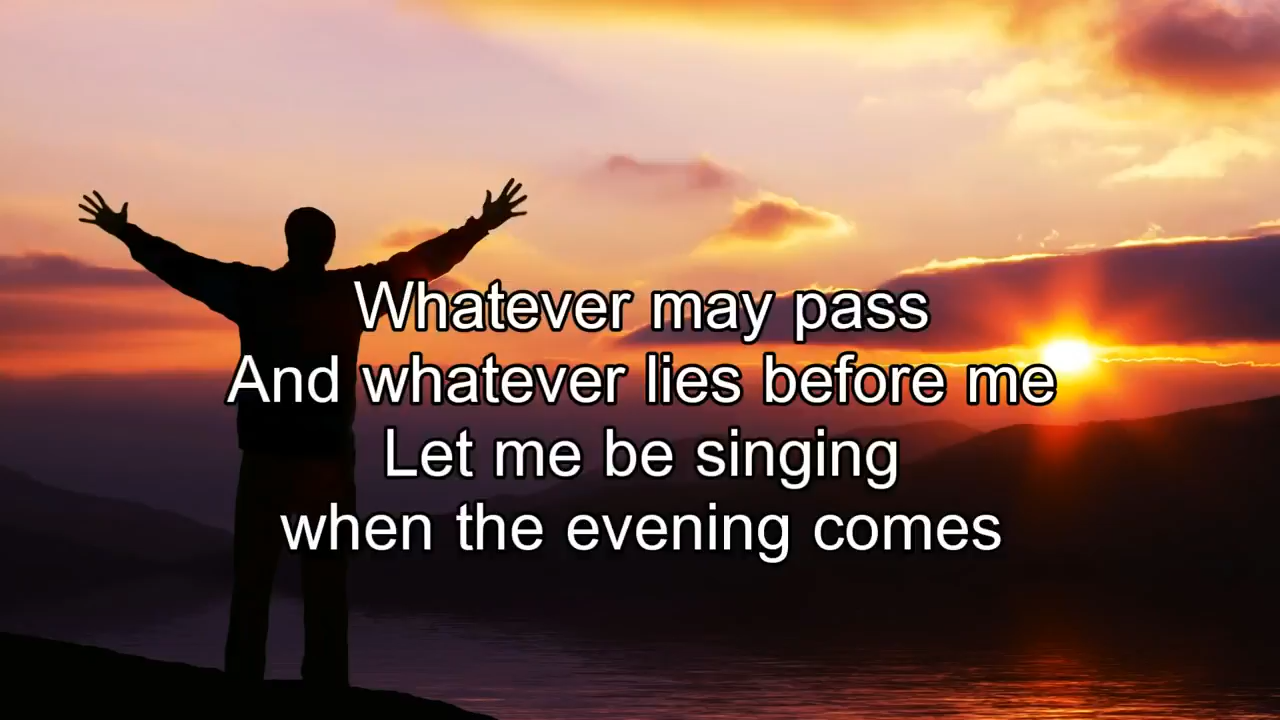 Whatever may pass
And whatever lies before me
Let me be singing
when the evening comes